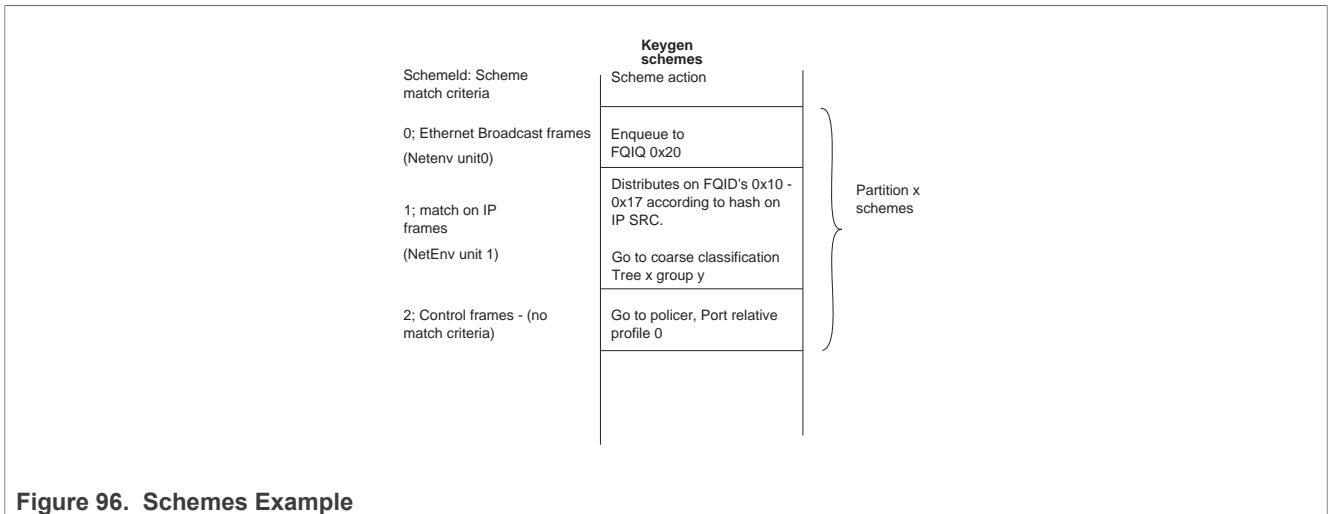 Keygen
schemes
SchemeId: Scheme
match criteria
Scheme action
0; Ethernet Broadcast frames
(Netenv unit0)
Enqueue to
FQIQ 0x20
1; match on IP
frames
(NetEnv unit 1)
Distributes on FQID's 0x10 -
0x17 according to hash on
IP SRC.
Go to coarse classification
Tree x group y
2; Control frames - (no
match criteria)
Go to policer, Port relative
profile 0
Partition x
schemes
Figure 96. Schemes Example